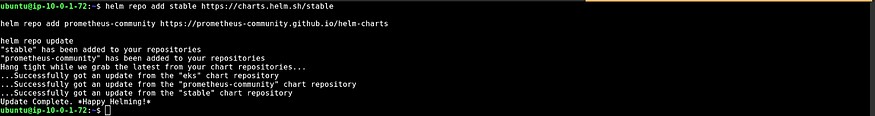 ubuntu@ip-10-0-1-72:~$ helm repo add stable https://charts.helm.sh/stable
helm repo add prometheus-community https://prometheus-community.github.io/helm-charts
helm repo update
"stable" has been added to your repositories
"prometheus-community" has been added to your repositories
Hang tight while we grab the latest from your chart repositories...
...Successfully got an update from the "eks" chart repository
...Successfully got an update from the "prometheus-community" chart repository
...Successfully got an update from the "stable" chart repository
Update Complete. *Happy Helming!*
ubuntu@ip-10-0-1-72:~$